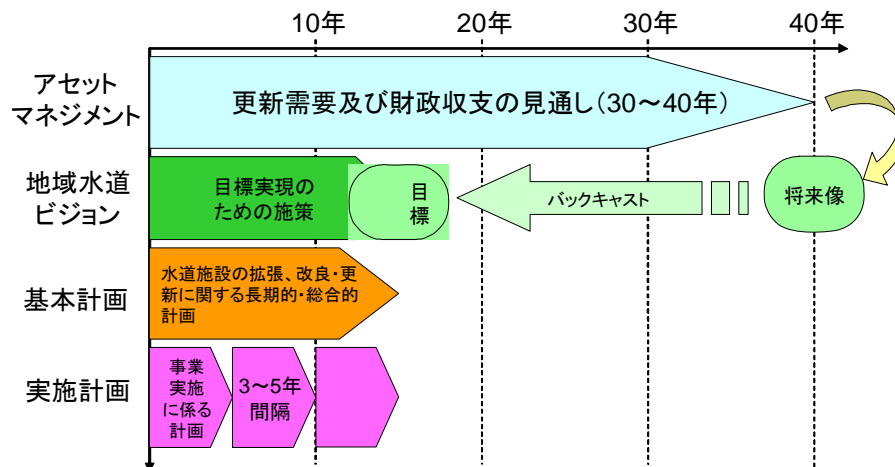 10年
20年
30年
40年
アセット
マネジメント
更新需要及び財政収支の見通し(30～40年)
地域水道
ビジョン
目標実現の
ための施策
目
標
バックキャスト
将来像
基本計画
水道施設の拡張、改良・更
新に関する長期的・総合的
計画
実施計画
事業
実施
に係る
計画
3～5年
間隔